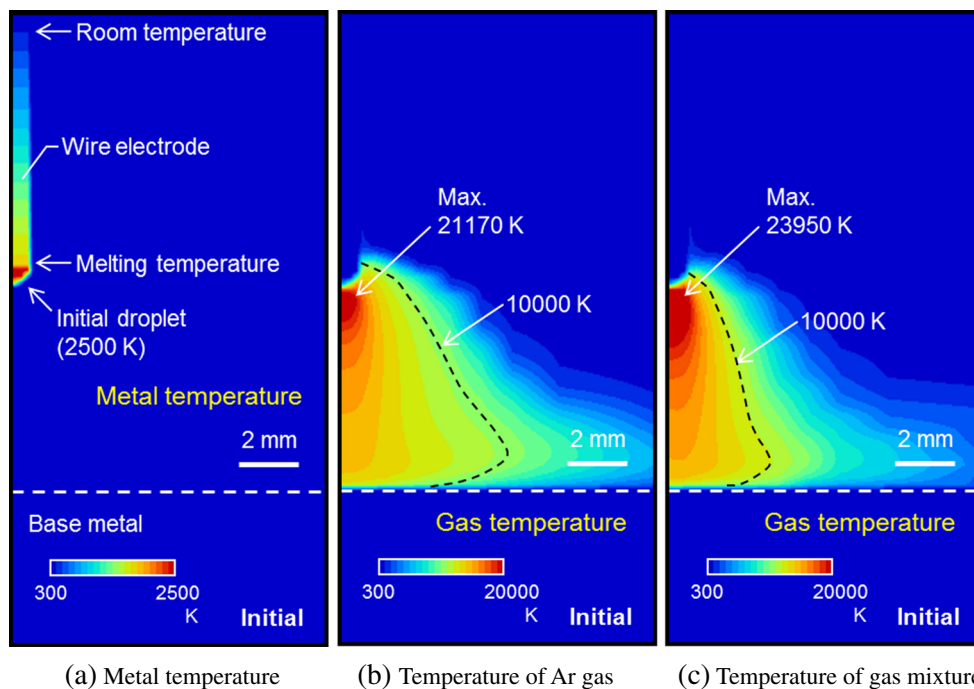 Room temperature
Wire electrode
Melting temperature
Initial droplet
(2500 K)
Metal temperature
2 mm
Base metal
300
2500
K
Initial
(a) Metal temperature
Max.
21170 K
10000 K
2 mm
Gas temperature
300
20000
K
Initial
(b) Temperature of Ar gas
Max.
23950 K
10000 K
2 mm
Gas temperature
300
20000
K
Initial
(c) Temperature of gas mixture